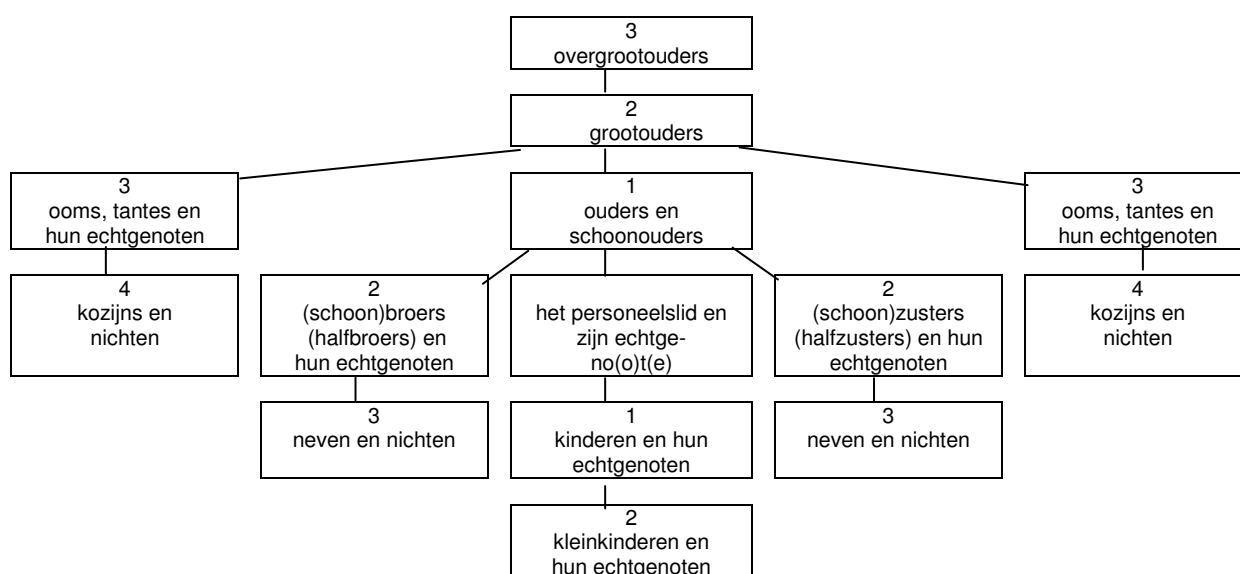 3
overgrootouders
2
grootouders
3
ooms, tantes en
hun echtgenoten
1
ouders en
schoonouders
3
ooms, tantes en
hun echtgenoten
4
kozijns en
nichten
2
(schoon)broers
(halfbroers) en
hun echtgenoten
het personeelslid en
zijn echtge-
no(o)t(e)
2
(schoon)zusters
(halfzusters) en hun
echtgenoten
4
kozijns en
nichten
3
neven en nichten
1
kinderen en hun
echtgenoten
3
neven en nichten
2
kleinkinderen en
hun echtgenoten